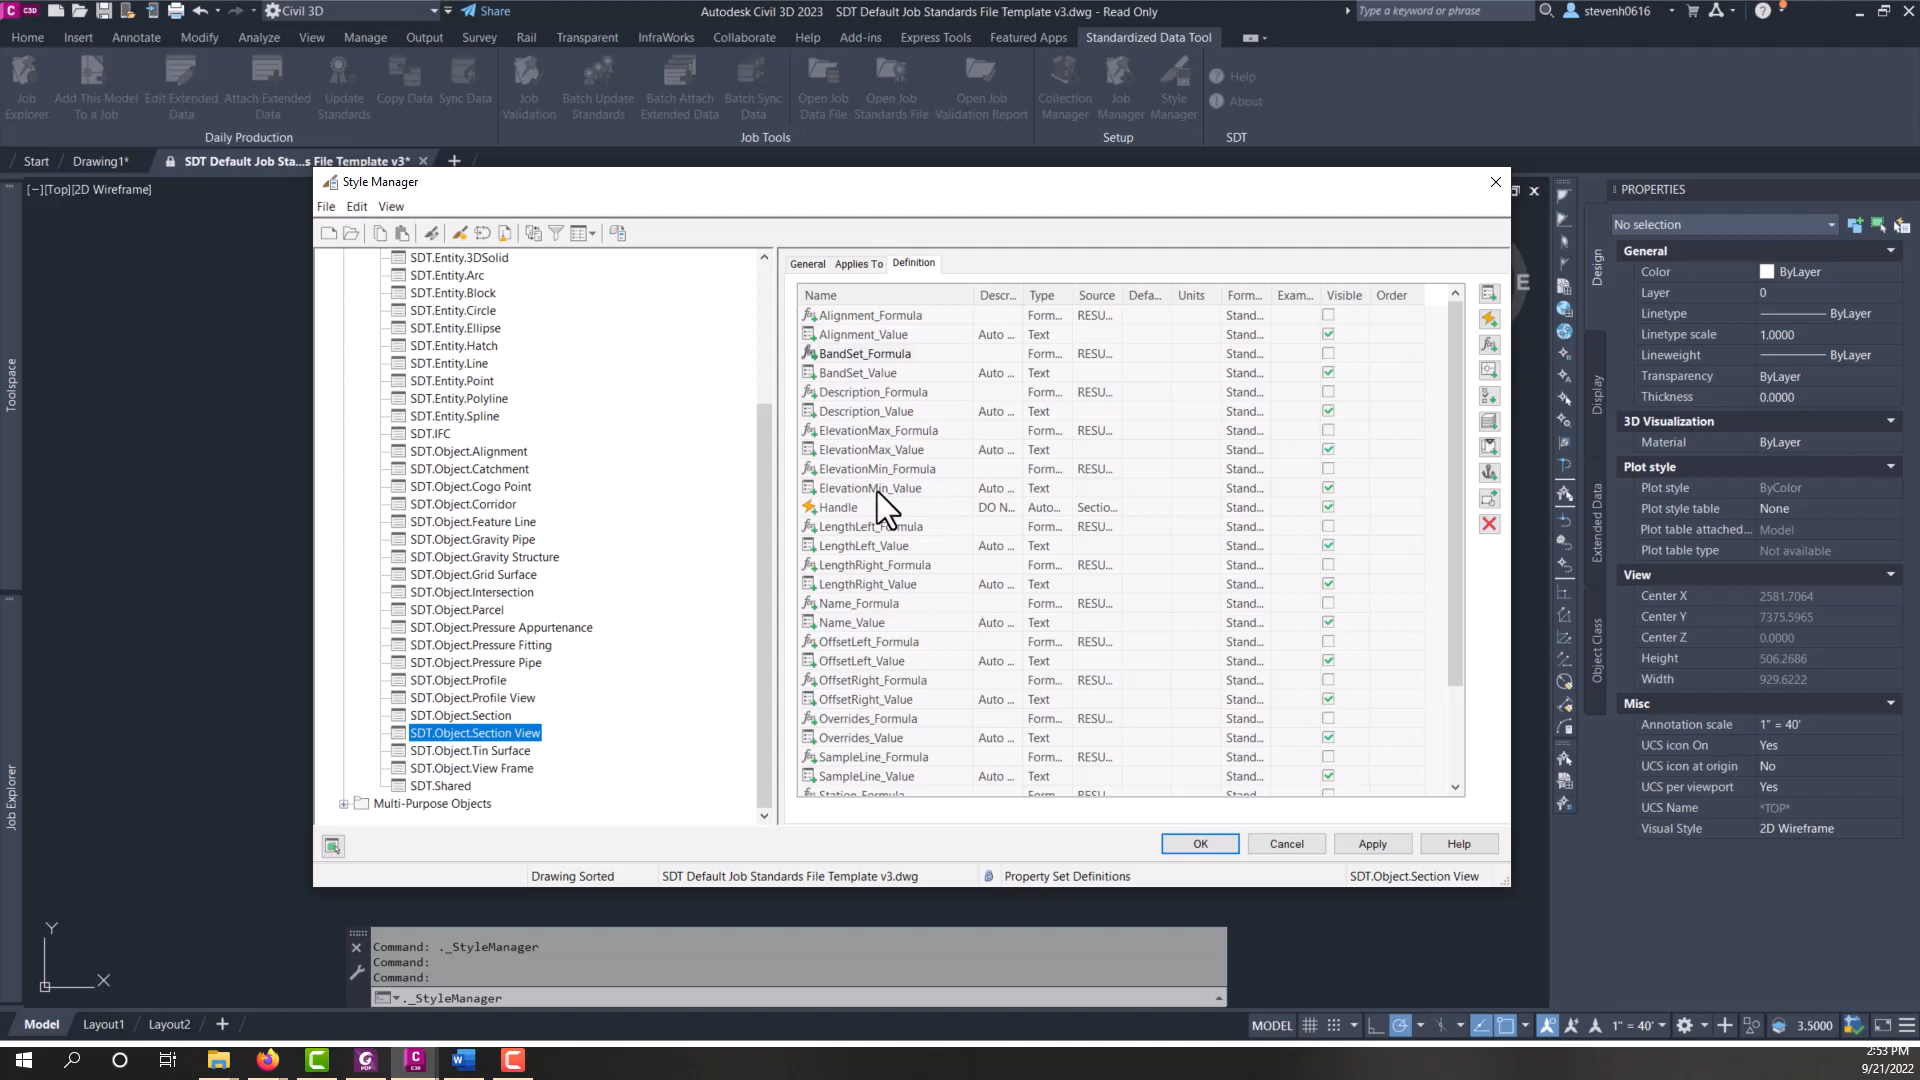 C3D Civil 3D Share Autodesk Civil 3D 2023 SDT Default Job Standards File Template v3.dwg - Read Only Type a keyword or phrase stevenh0616
Home Insert Annotate Modify Analyze View Manage Output Survey Rail Transparent InfraWorks Collaborate Help Add-ins Express Tools Featured Apps Standardized Data Tool
Job Explorer
Add This Model To a Job
Edit Extended Data
Attach Extended Data
Update Standards
Copy Data
Sync Data
Job Validation
Batch Update Standards
Batch Attach Extended Data
Batch Sync Data
Open Job Data File
Open Job Standards File
Open Job Validation Report
Collection Manager
Job Manager
Style Manager
Help
About
Daily Production Job Tools Setup SDT
Start Drawing1* SDT Default Job Sta...s File Template v3*
[−][Top][2D Wireframe]
Toolspace
Job Explorer
Style Manager
File Edit View
SDT.Entity.3DSolid
SDT.Entity.Arc
SDT.Entity.Block
SDT.Entity.Circle
SDT.Entity.Ellipse
SDT.Entity.Hatch
SDT.Entity.Line
SDT.Entity.Point
SDT.Entity.Polyline
SDT.Entity.Spline
SDT.IFC
SDT.Object.Alignment
SDT.Object.Catchment
SDT.Object.Cogo Point
SDT.Object.Corridor
SDT.Object.Feature Line
SDT.Object.Gravity Pipe
SDT.Object.Gravity Structure
SDT.Object.Grid Surface
SDT.Object.Intersection
SDT.Object.Parcel
SDT.Object.Pressure Appurtenance
SDT.Object.Pressure Fitting
SDT.Object.Pressure Pipe
SDT.Object.Profile
SDT.Object.Profile View
SDT.Object.Section
SDT.Object.Section View
SDT.Object.Tin Surface
SDT.Object.View Frame
SDT.Shared
Multi-Purpose Objects
General Applies To Definition
Name Descr... Type Source Defa... Units Form... Exam... Visible Order
Alignment_Formula Form... RESU... Stand...
Alignment_Value Auto ... Text Stand...
BandSet_Formula Form... RESU... Stand...
BandSet_Value Auto ... Text Stand...
Description_Formula Form... RESU... Stand...
Description_Value Auto ... Text Stand...
ElevationMax_Formula Form... RESU... Stand...
ElevationMax_Value Auto ... Text Stand...
ElevationMin_Formula Form... RESU... Stand...
ElevationMin_Value Auto ... Text Stand...
Handle DO N... Auto... Sectio... Stand...
LengthLeft_Formula Form... RESU... Stand...
LengthLeft_Value Auto ... Text Stand...
LengthRight_Formula Form... RESU... Stand...
LengthRight_Value Auto ... Text Stand...
Name_Formula Form... RESU... Stand...
Name_Value Auto ... Text Stand...
OffsetLeft_Formula Form... RESU... Stand...
OffsetLeft_Value Auto ... Text Stand...
OffsetRight_Formula Form... RESU... Stand...
OffsetRight_Value Auto ... Text Stand...
Overrides_Formula Form... RESU... Stand...
Overrides_Value Auto ... Text Stand...
SampleLine_Formula Form... RESU... Stand...
SampleLine_Value Auto ... Text Stand...
Station_Formula Form... RESU... Stand...
OK Cancel Apply Help
Drawing Sorted SDT Default Job Standards File Template v3.dwg Property Set Definitions SDT.Object.Section View
E
PROPERTIES
No selection
Design
Display
Extended Data
Object Class
General
Color ByLayer
Layer 0
Linetype ByLayer
Linetype scale 1.0000
Lineweight ByLayer
Transparency ByLayer
Thickness 0.0000
3D Visualization
Material ByLayer
Plot style
Plot style ByColor
Plot style table None
Plot table attached... Model
Plot table type Not available
View
Center X 2581.7064
Center Y 7375.5965
Center Z 0.0000
Height 506.2686
Width 929.6222
Misc
Annotation scale 1" = 40'
UCS icon On Yes
UCS icon at origin No
UCS per viewport Yes
UCS Name *TOP*
Visual Style 2D Wireframe
Y
X
Command: ._StyleManager
Command:
Command:
._StyleManager
Model Layout1 Layout2 + MODEL 1" = 40' 3.5000
2:53 PM
9/21/2022